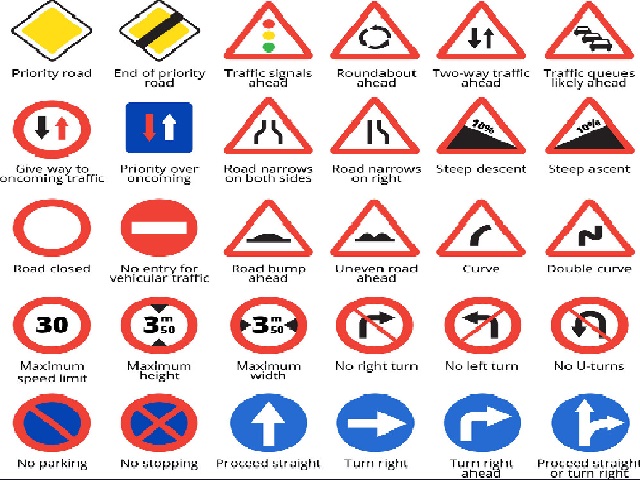 Priority road
End of priority
road
Traffic signals
ahead
Roundabout
ahead
Two-way traffic
ahead
Traffic queues
likely ahead
Give way to
oncoming traffic
Priority over
oncoming
Road narrows
on both sides
Road narrows
on right
10%
Steep descent
10%
Steep ascent
Road closed
No entry for
vehicular traffic
Road bump
ahead
Uneven road
ahead
Curve
Double curve
30
Maximum
speed limit
3 m
50
Maximum
height
3 m
50
Maximum
width
No right turn
No left turn
No U-turns
No parking
No stopping
Proceed straight
Turn right
Turn right
ahead
Proceed straight
or turn right